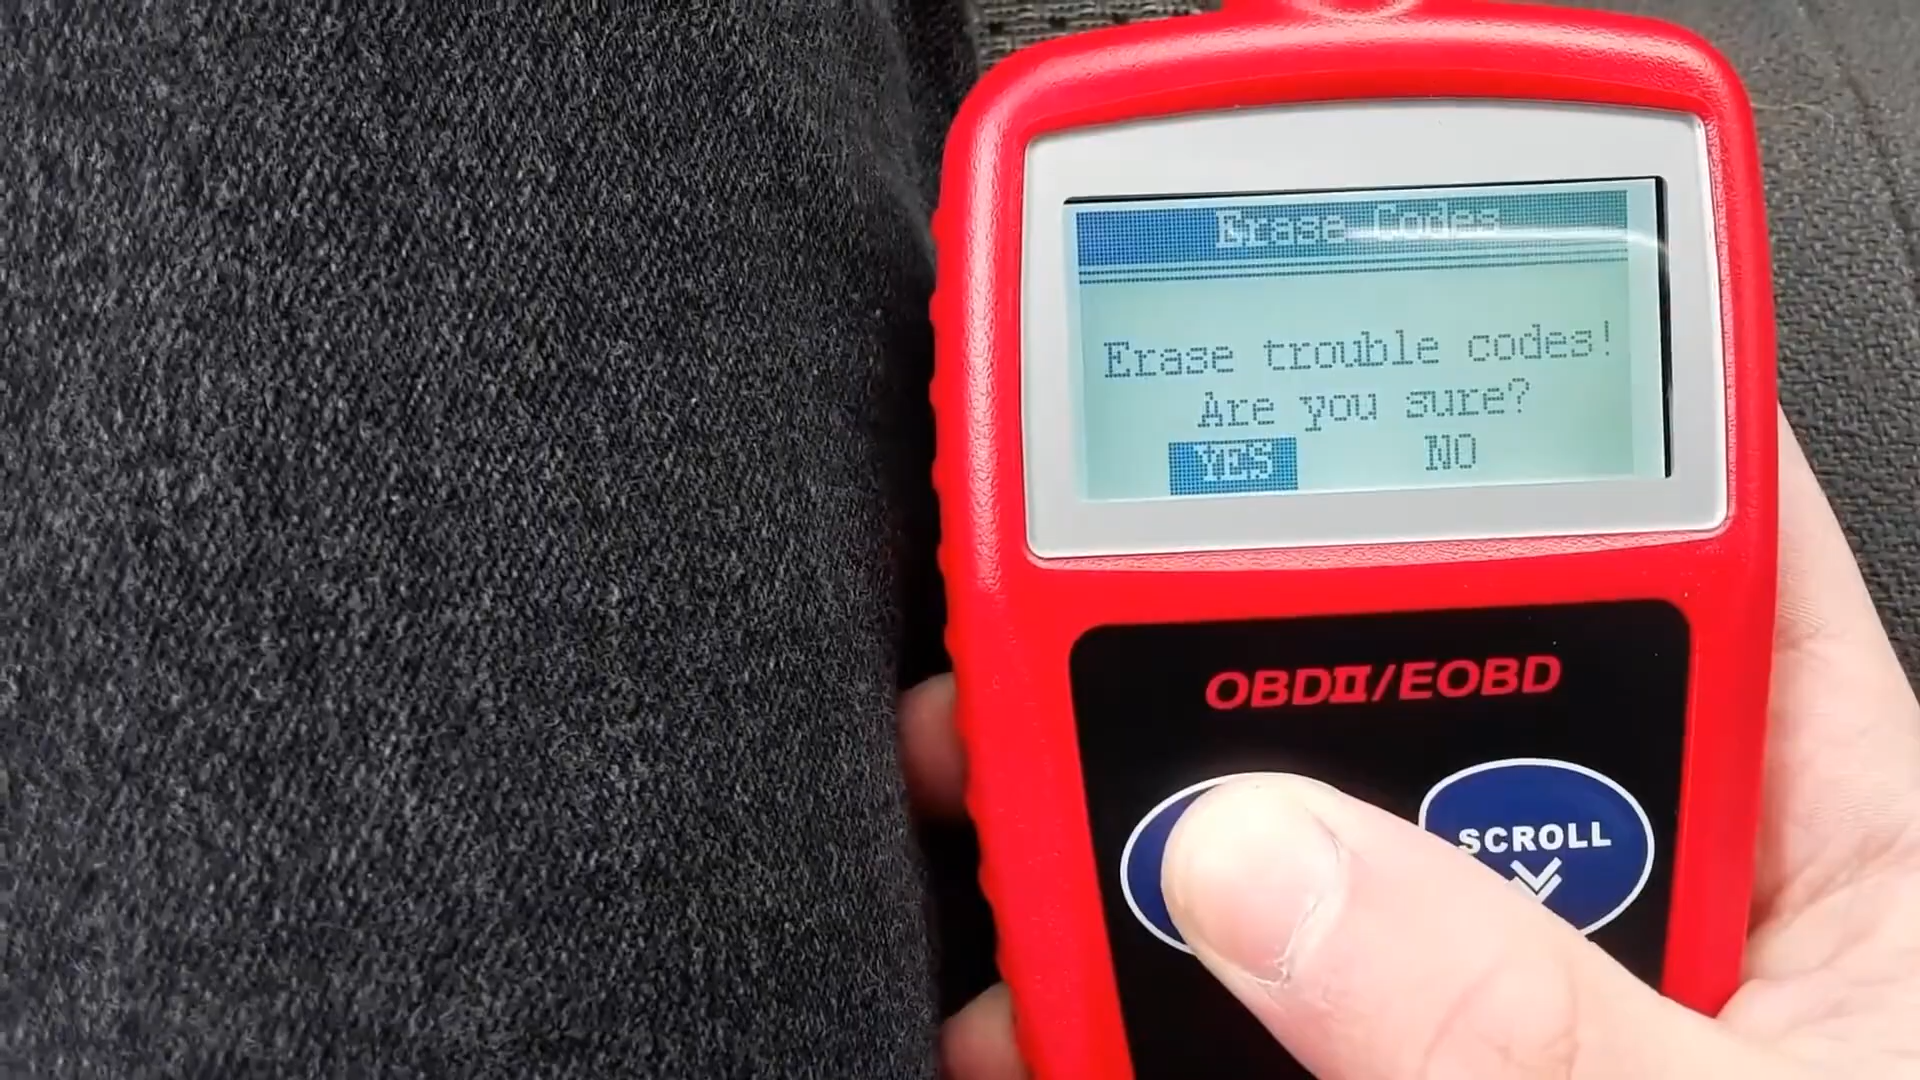 Erase Codes
Erase trouble codes!
Are you sure?
YES NO
OBDII/EOBD
SCROLL